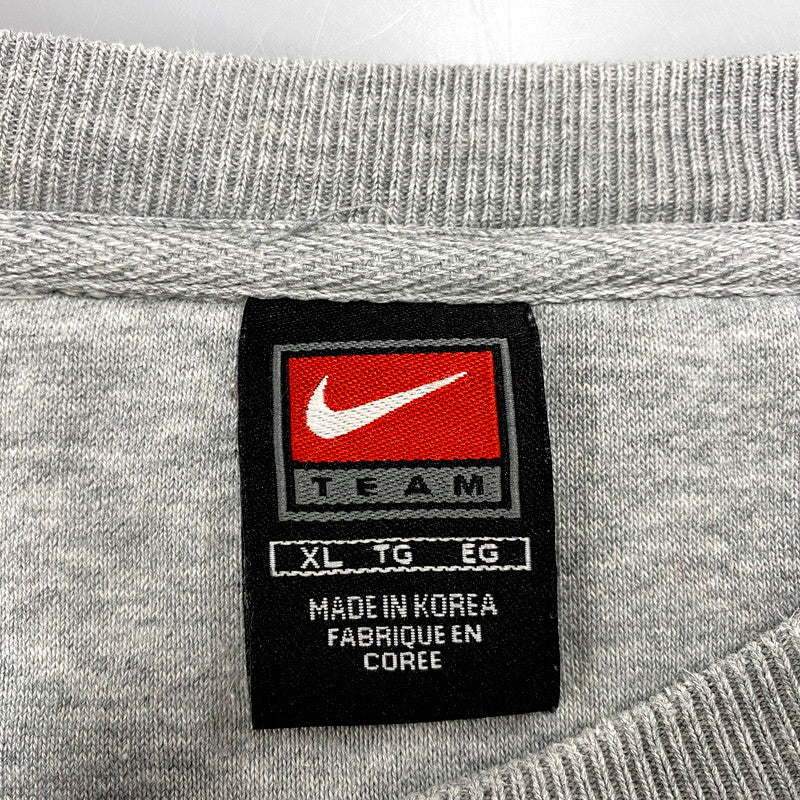 TEAM
XL TG EG
MADE IN KOREA
FABRIQUE EN
COREE